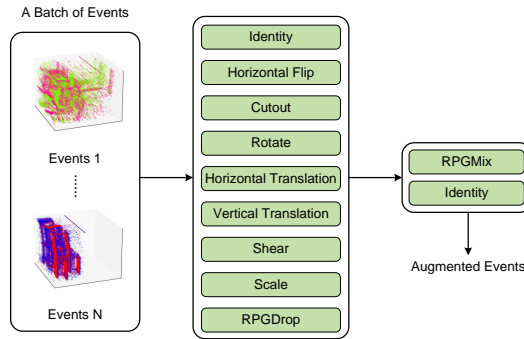 A Batch of Events
Events 1
Events N
Identity
Horizontal Flip
Cutout
Rotate
Horizontal Translation
Vertical Translation
Shear
Scale
RPGDrop
RPGMix
Identity
Augmented Events